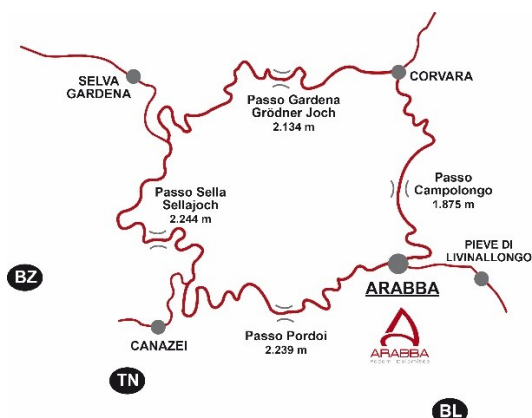 SELVA
GARDENA
CORVARA
Passo Gardena
Grödner Joch
2.134 m
Passo
Campolongo
1.875 m
Passo Sella
Sellajoch
2.244 m
PIEVE DI
LIVINALLONGO
BZ
ARABBA
Passo Pordoi
2.239 m
CANAZEI
ARABBA
TN
BL